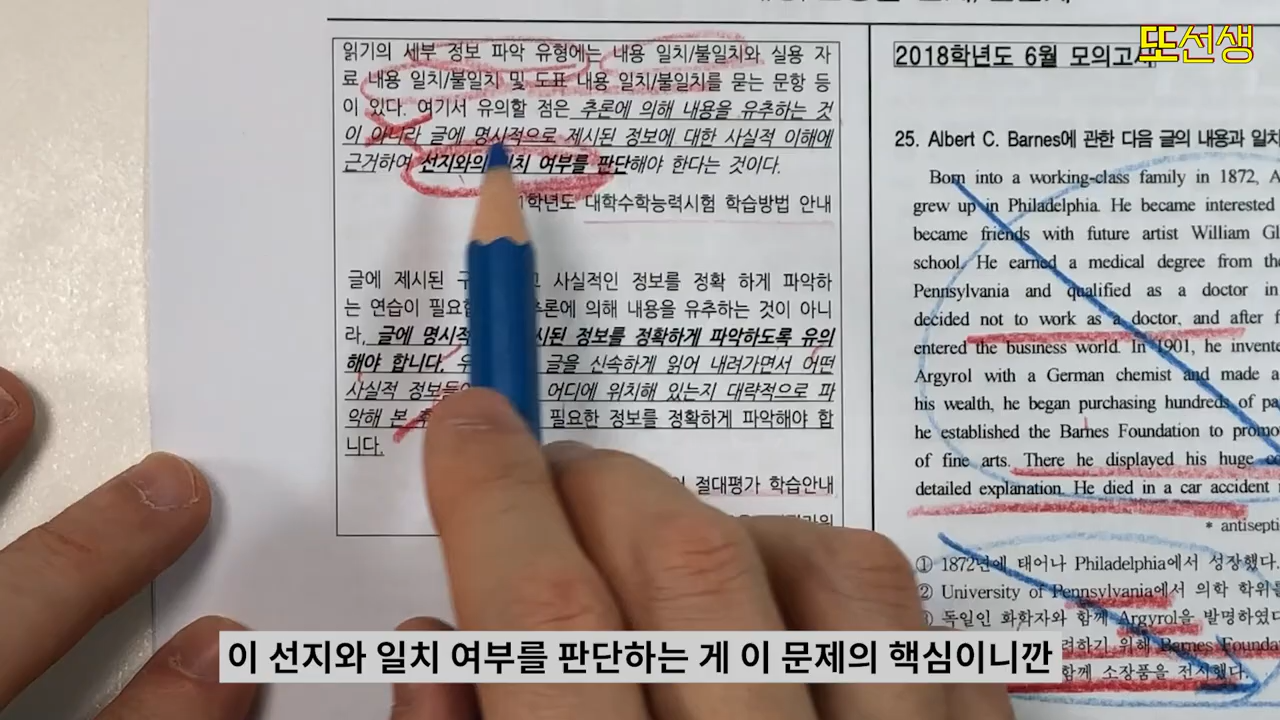 또선생
읽기의 세부 정보 파악 유형에는 내용 일치/불일치와 실용 자
료 내용 일치/불일치 및 도표 내용 일치/불일치를 묻는 문항 등
이 있다. 여기서 유의할 점은 추론에 의해 내용을 유추하는 것
이 아니라 글에 명시적으로 제시된 정보에 대한 사실적 이해에
근거하여 선지와의 일치 여부를 판단해야 한다는 것이다.
1학년도 대학수학능력시험 학습방법 안내
글에 제시된 사실적인 정보를 정확 하게 파악하
는 연습이 추론에 의해 내용을 유추하는 것이 아니
라, 글에 정보를 정확하게 파악하도록 유의
해야 합니다. 글을 신속하게 읽어 내려가면서 어떤
사실적 어디에 위치해 있는지 대략적으로 파
악해 본 필요한 정보를 정확하게 파악해야 합
니다.
절대평가 학습안내
2018학년도 6월 모의고사
25. Albert C. Barnes에 관한 다음 글의 내용과
Born into a working-class family in 1872,
grew up in Philadelphia. He became interested
became friends with future artist William
school. He earned a medical degree from the
Pennsylvania and qualified as a doctor in
decided not to work as a doctor, and after
entered the business world. In 1901, he
Argyrol with a German chemist and made a
his wealth, he began purchasing hundreds of
he established the Barnes Foundation to
of fine arts. There he displayed his huge
detailed explanation. He died in a car accident
① 1872년에 태어나 Philadelphia에서 성장했다.
② University of Pennsylvania에서 의학
③ 독일인 화학자와 함께 Argyrol을 발명하였다
위해 Barnes
함께 소장품을 전시했다.
이 선지와 일치 여부를 판단하는 게 이 문제의 핵심이니깐